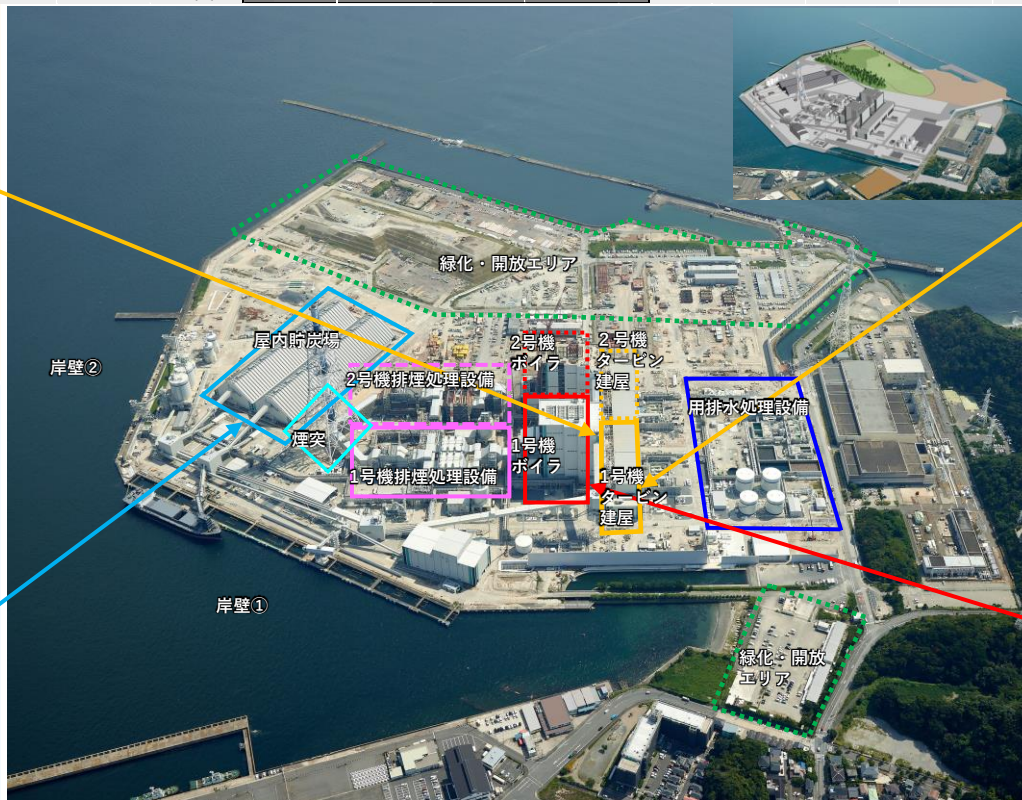 緑化・開放エリア
屋内貯炭場
2号機
ボイラ
2号機
タービン
建屋
岸壁②
2号機排煙処理設備
用排水処理設備
煙突
1号機排煙処理設備
1号機
ボイラ
1号機
タービン
建屋
岸壁①
緑化・開放
エリア